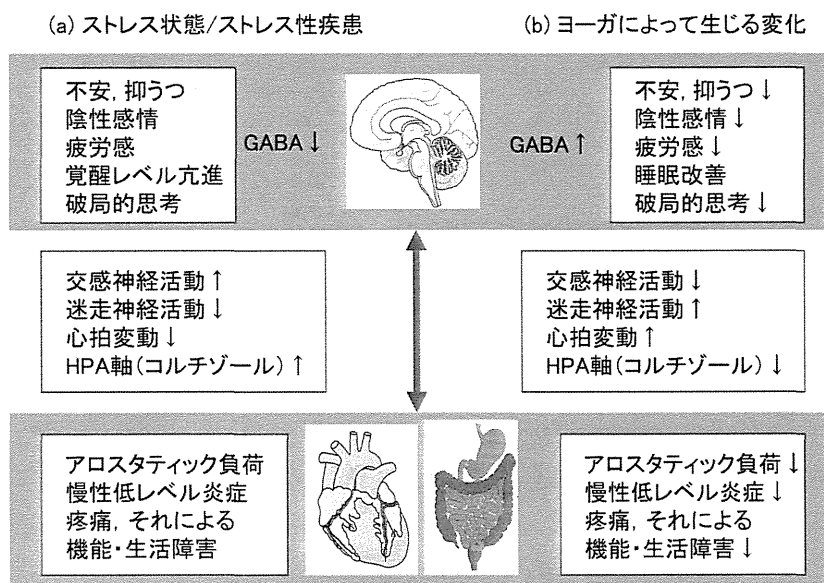 (a) ストレス状態/ストレス性疾患
(b) ヨーガによって生じる変化
不安, 抑うつ
陰性感情
疲労感
覚醒レベル亢進
破局的思考
GABA↓
GABA↑
不安, 抑うつ↓
陰性感情↓
疲労感↓
睡眠改善
破局的思考↓
交感神経活動↑
迷走神経活動↓
心拍変動↓
HPA軸(コルチゾール)↑
交感神経活動↓
迷走神経活動↑
心拍変動↑
HPA軸(コルチゾール)↓
アロスタティック負荷
慢性低レベル炎症
疼痛, それによる
機能・生活障害
アロスタティック負荷↓
慢性低レベル炎症↓
疼痛, それによる
機能・生活障害↓